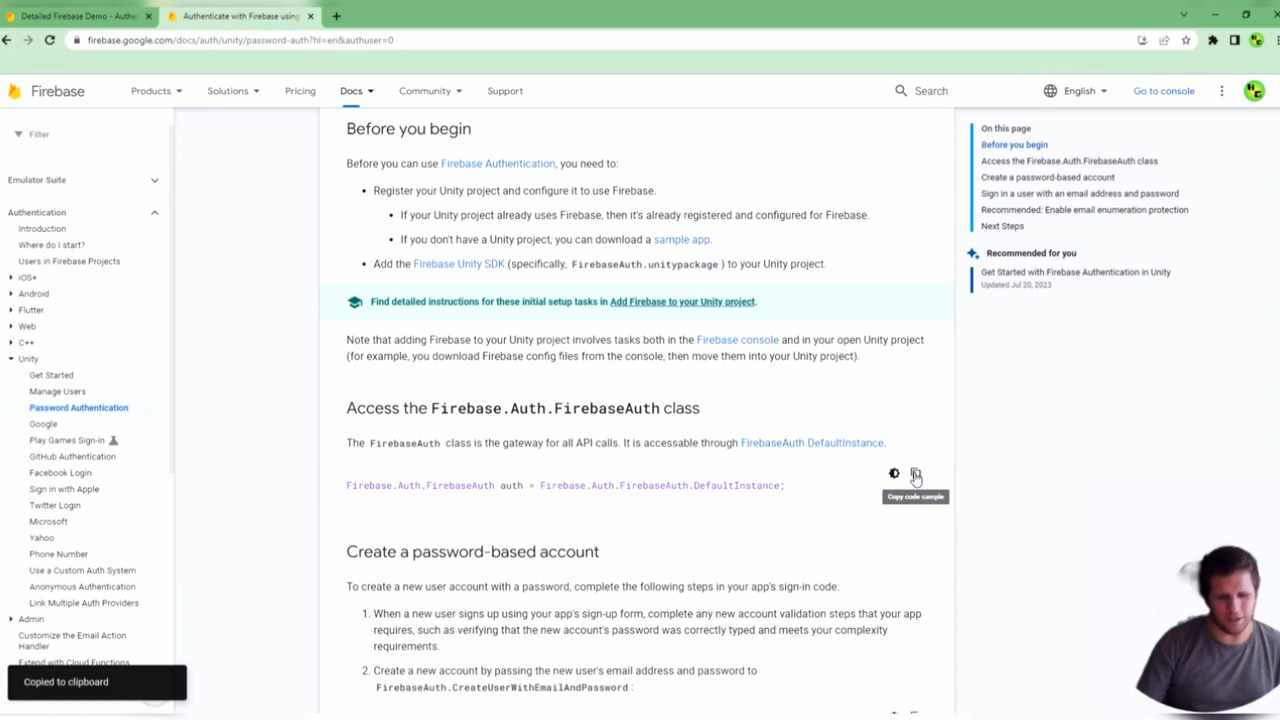 Detailed Firebase Demo - Authe
Authenticate with Firebase using
firebase.google.com/docs/auth/unity/password-auth?hl=en&authuser=0
Firebase
Products
Solutions
Pricing
Docs
Community
Support
Search
English
Go to console
Filter
Emulator Suite
Authentication
Introduction
Where do I start?
Users in Firebase Projects
iOS+
Android
Flutter
Web
C++
Unity
Get Started
Manage Users
Password Authentication
Google
Play Games Sign-in
GitHub Authentication
Facebook Login
Sign in with Apple
Twitter Login
Microsoft
Yahoo
Phone Number
Use a Custom Auth System
Anonymous Authentication
Link Multiple Auth Providers
Admin
Customize the Email Action
Handler
Extend with Cloud Functions
Copied to clipboard
Before you begin
Before you can use Firebase Authentication, you need to:
• Register your Unity project and configure it to use Firebase.
• If your Unity project already uses Firebase, then it's already registered and configured for Firebase.
• If you don't have a Unity project, you can download a sample app.
• Add the Firebase Unity SDK (specifically, FirebaseAuth.unitypackage ) to your Unity project.
Find detailed instructions for these initial setup tasks in Add Firebase to your Unity project.
Note that adding Firebase to your Unity project involves tasks both in the Firebase console and in your open Unity project
(for example, you download Firebase config files from the console, then move them into your Unity project).
Access the Firebase.Auth.FirebaseAuth class
The FirebaseAuth class is the gateway for all API calls. It is accessable through FirebaseAuth.DefaultInstance.
Copy code sample
Firebase.Auth.FirebaseAuth auth = Firebase.Auth.FirebaseAuth.DefaultInstance;
Create a password-based account
To create a new user account with a password, complete the following steps in your app's sign-in code:
1. When a new user signs up using your app's sign-up form, complete any new account validation steps that your app
requires, such as verifying that the new account's password was correctly typed and meets your complexity
requirements.
2. Create a new account by passing the new user's email address and password to
FirebaseAuth.CreateUserWithEmailAndPassword :
On this page
Before you begin
Access the Firebase.Auth.FirebaseAuth class
Create a password-based account
Sign in a user with an email address and password
Recommended: Enable email enumeration protection
Next Steps
Recommended for you
Get Started with Firebase Authentication in Unity
Updated Jul 20, 2023